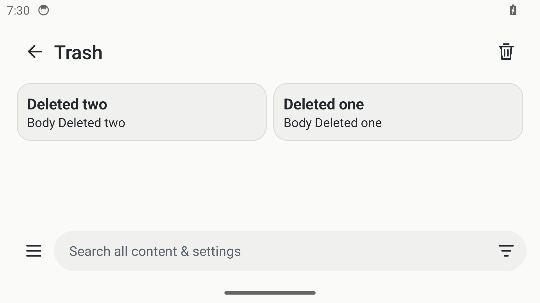 7:30
Trash
Deleted two
Body Deleted two
Deleted one
Body Deleted one
Search all content & settings